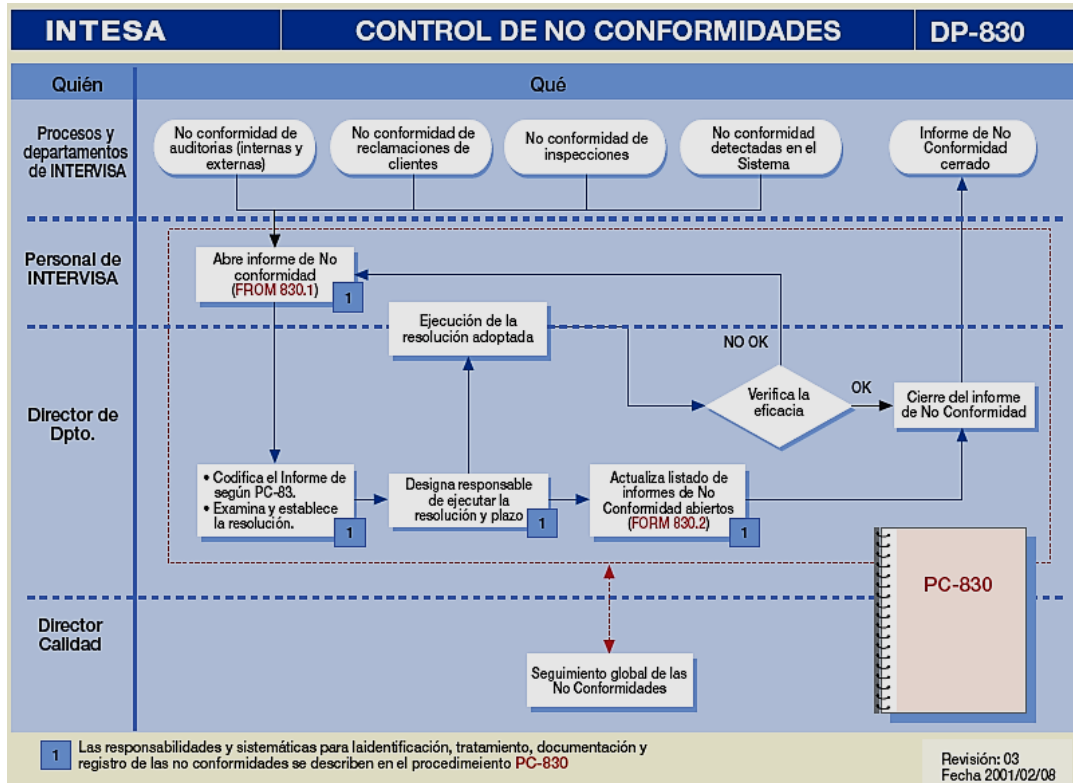 INTESA
CONTROL DE NO CONFORMIDADES
DP-830
Quién
Qué
Procesos y
departamentos
de INTERVISA
No conformidad de
auditorias (internas y
externas)
No conformidad de
reclamaciones de
clientes
No conformidad de
inspecciones
No conformidad
detectadas en el
Sistema
Informe de No
Conformidad
cerrado
Personal de
INTERVISA
Abre informe de No
conformidad
(FROM 830.1)
1
Ejecución de la
resolución adoptada
NO OK
Director de
Dpto.
Verifica la
eficacia
OK
Cierre del informe
de No Conformidad
• Codifica el Informe de
según PC-83.
• Examina y establece
la resolución.
1
Designa responsable
de ejecutar la
resolución y plazo
1
Actualiza listado de
informes de No
Conformidad abiertos
(FORM 830.2)
1
PC-830
Director
Calidad
Seguimiento global de las
No Conformidades
1
Las responsabilidades y sistemáticas para laidentificación, tratamiento, documentación y
registro de las no conformidades se describen en el procedimeiento PC-830
Revisión: 03
Fecha 2001/02/08